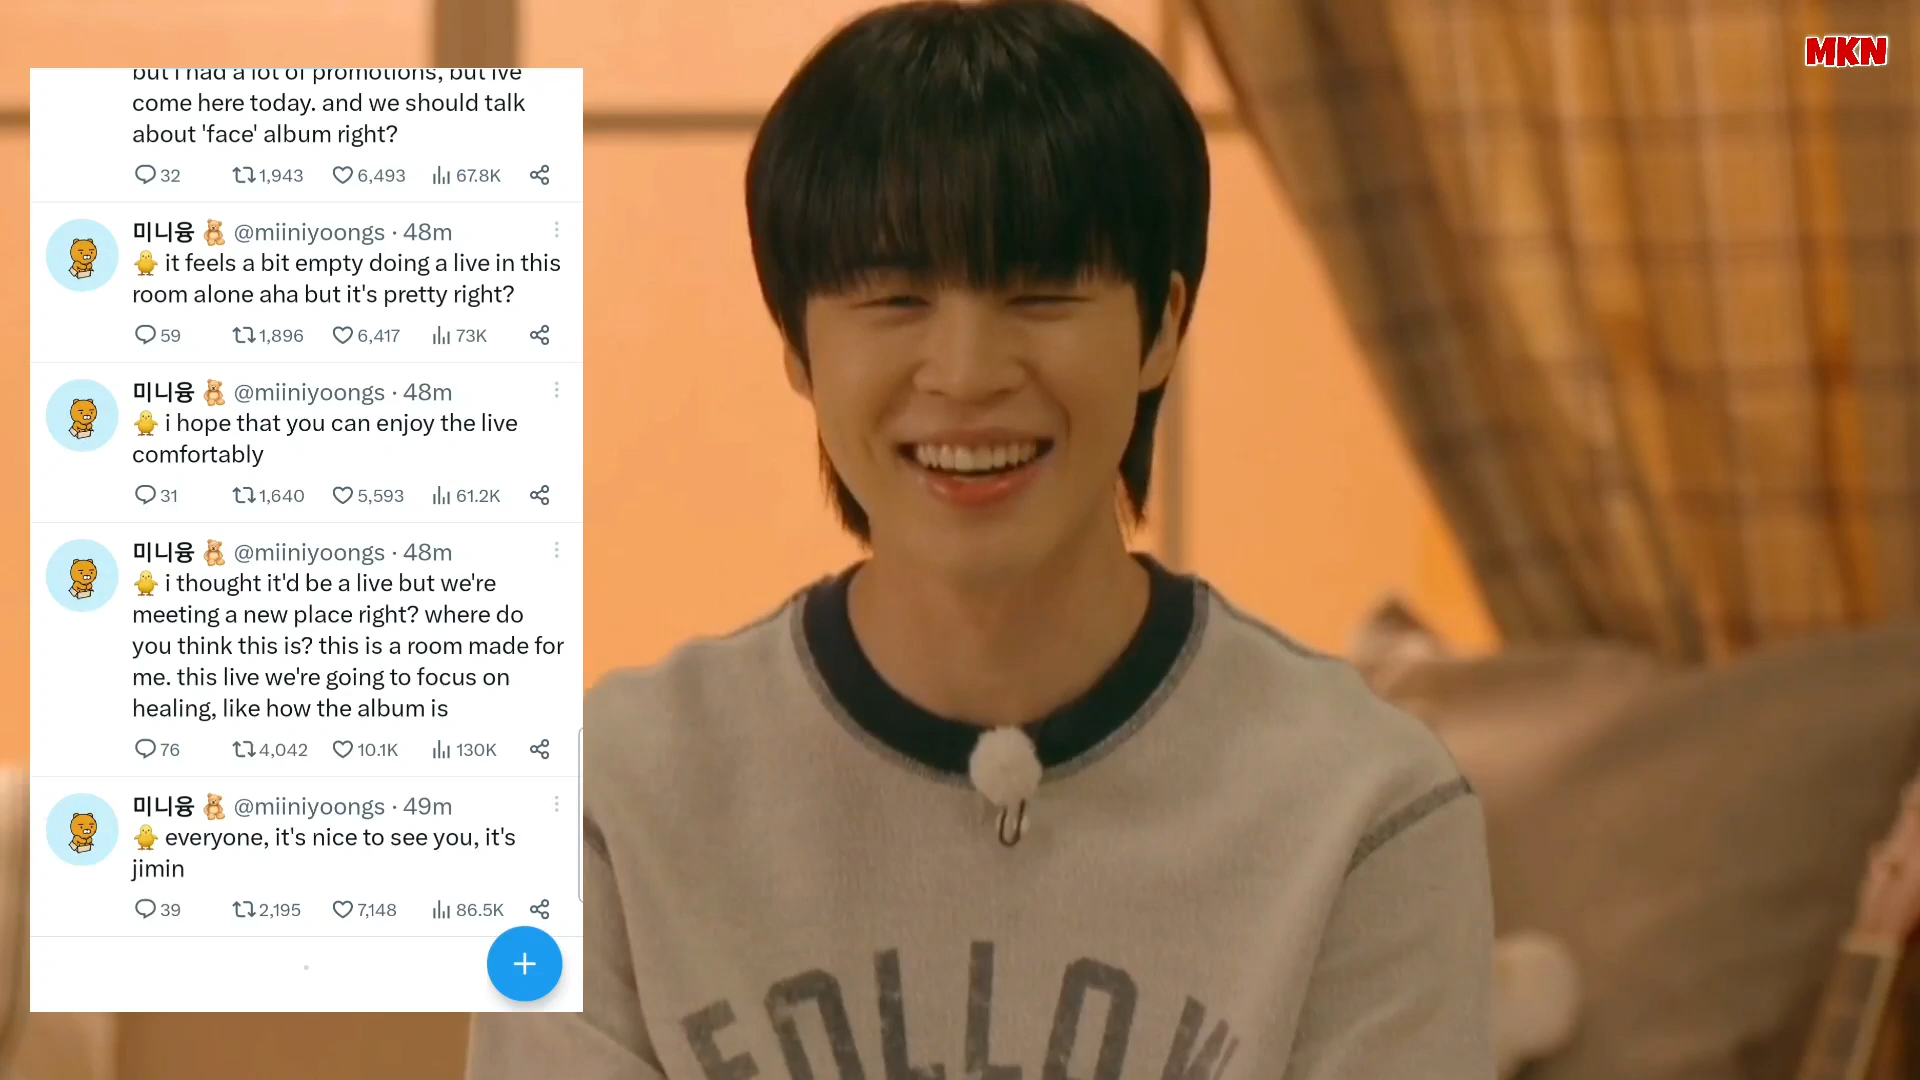 but i had a lot of promotions, but ive
come here today. and we should talk
about 'face' album right?
32 1,943 6,493 67.8K
미니융 🧸 @miiniyoongs · 48m
🐥 it feels a bit empty doing a live in this
room alone aha but it's pretty right?
59 1,896 6,417 73K
미니융 🧸 @miiniyoongs · 48m
🐥 i hope that you can enjoy the live
comfortably
31 1,640 5,593 61.2K
미니융 🧸 @miiniyoongs · 48m
🐥 i thought it'd be a live but we're
meeting a new place right? where do
you think this is? this is a room made for
me. this live we're going to focus on
healing, like how the album is
76 4,042 10.1K 130K
미니융 🧸 @miiniyoongs · 49m
🐥 everyone, it's nice to see you, it's
jimin
39 2,195 7,148 86.5K
MKN
FOLLOW